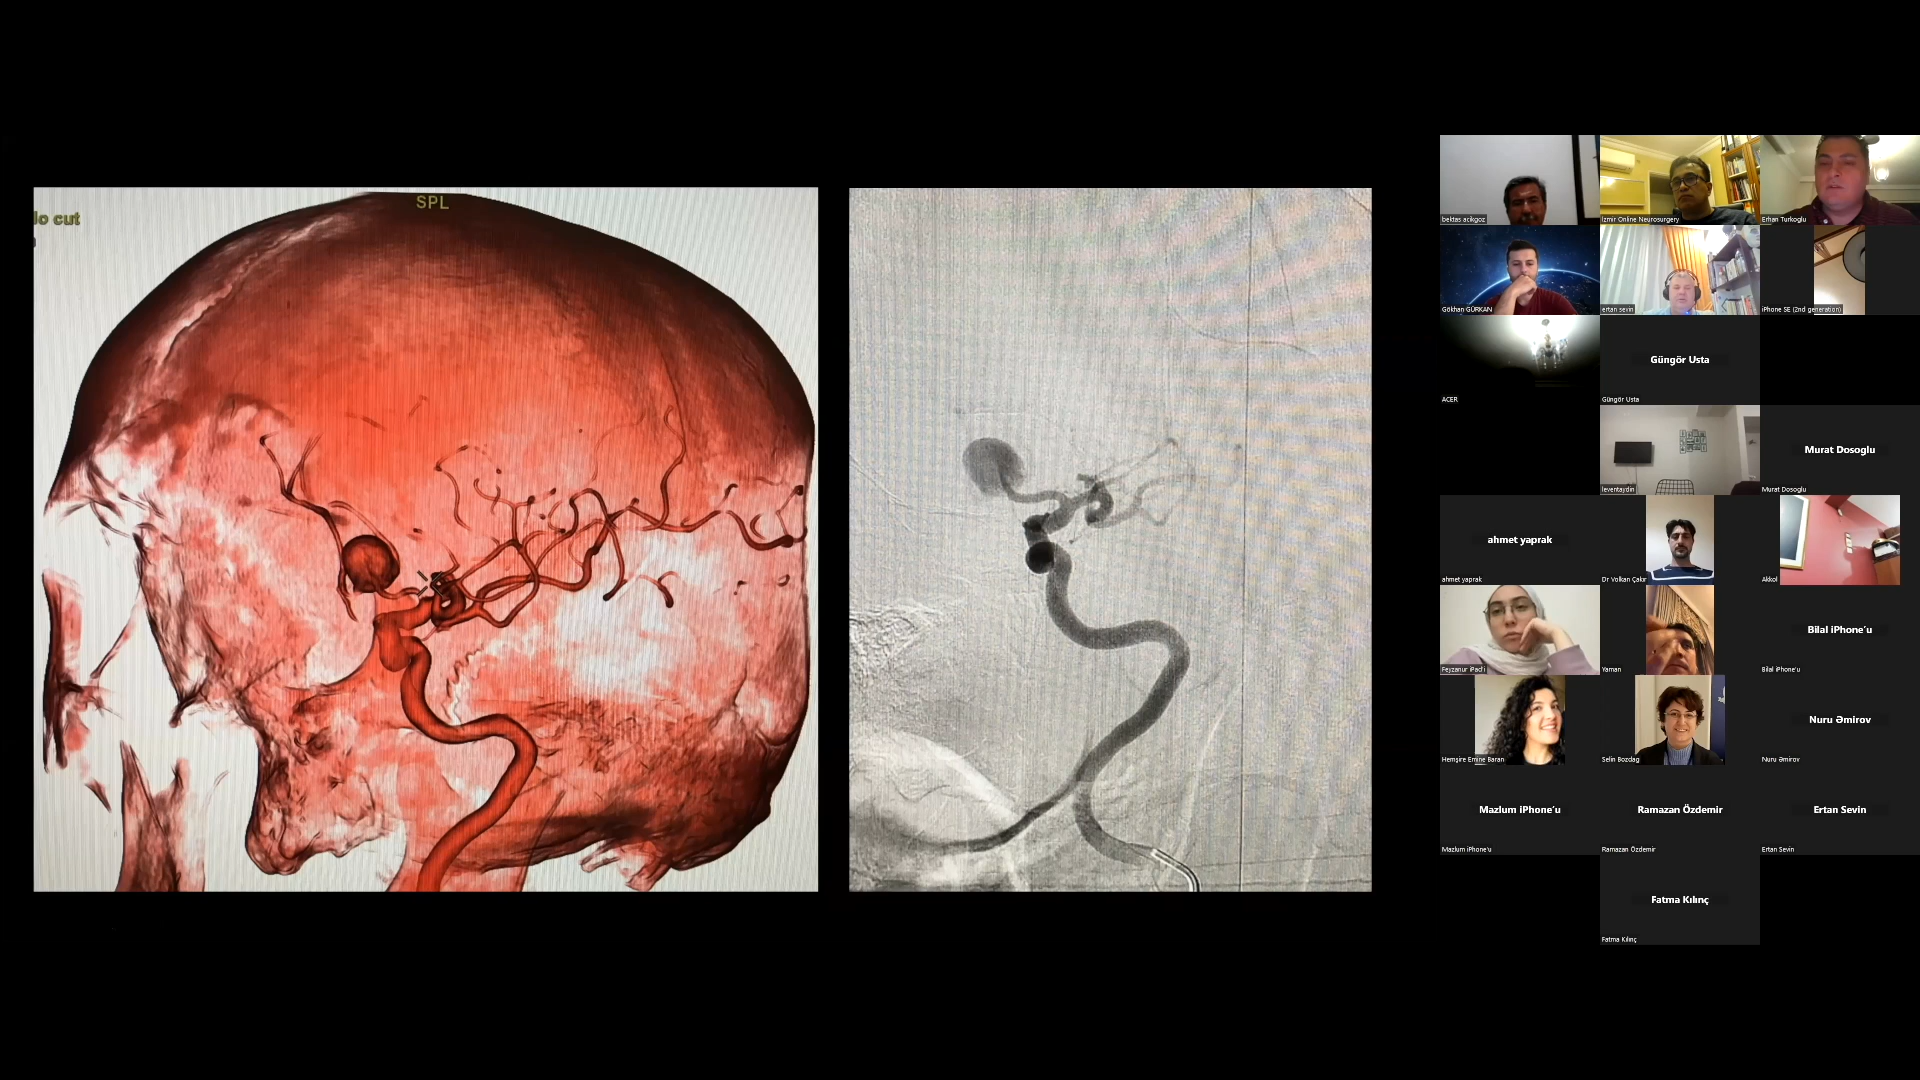 SPL
do cut
bektas acikgoz
Izmir Online Neurosurgery
Erhan Turkoglu
Gökhan GÜRKAN
ertan sevin
iPhone SE (2nd generation)
ACER
Güngör Usta
Güngör Usta
leventaydin
Murat Dosoglu
Murat Dosoglu
ahmet yaprak
ahmet yaprak
Dr Volkan Çakır
Akkol
Feyzanur iPad'i
Yaman
Bilal iPhone'u
Bilal iPhone'u
Hemşire Emine Baran
Selin Bozdag
Nuru Əmirov
Nuru Əmirov
Mazlum iPhone'u
Mazlum iPhone'u
Ramazan Özdemir
Ramazan Özdemir
Ertan Sevin
Ertan Sevin
Fatma Kılınç
Fatma Kılınç